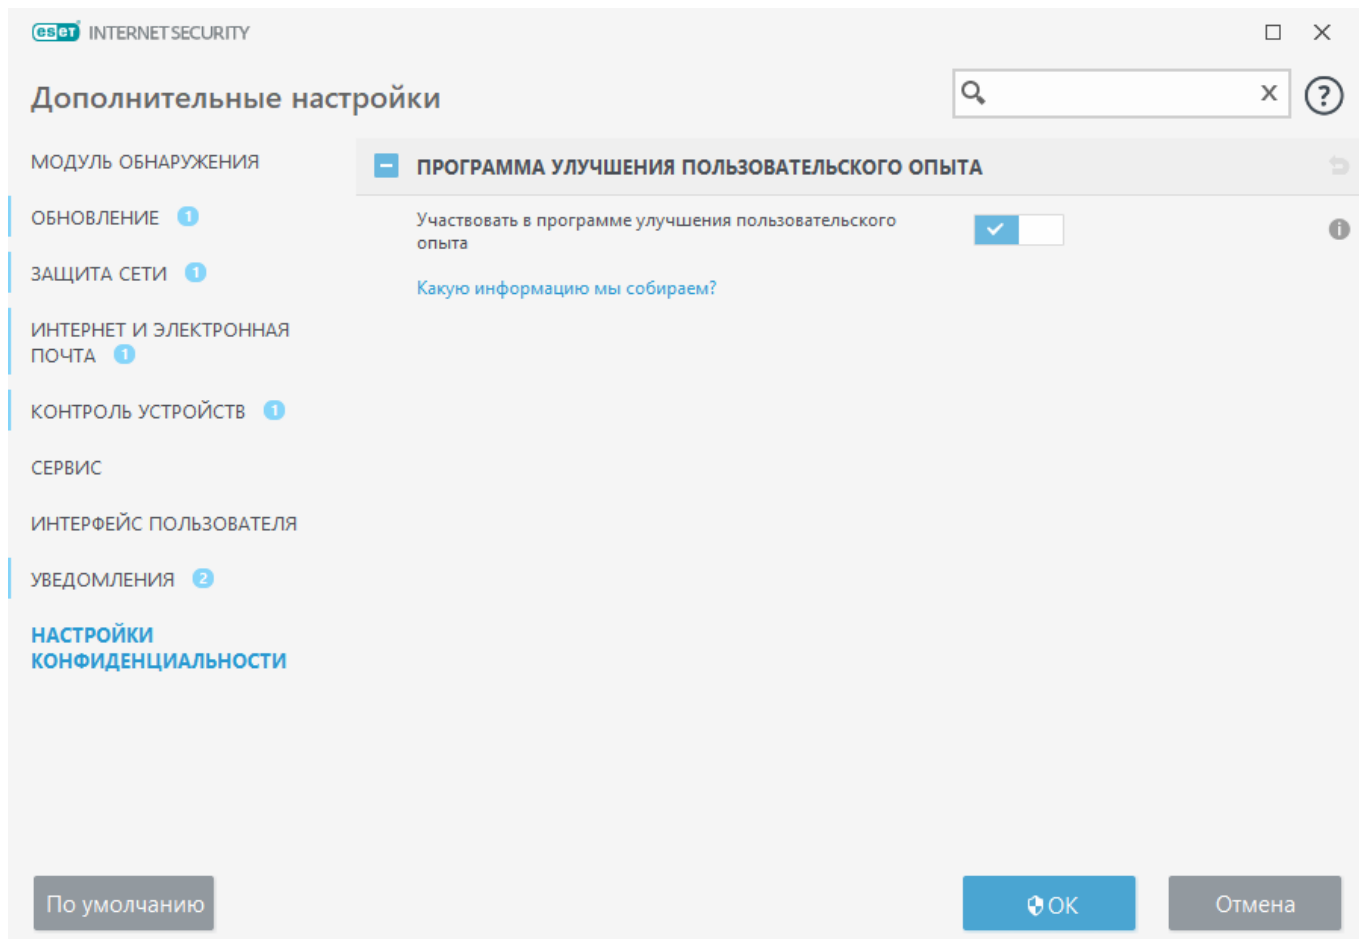 eset INTERNET SECURITY
Дополнительные настройки
X
?
МОДУЛЬ ОБНАРУЖЕНИЯ
ОБНОВЛЕНИЕ 1
ЗАЩИТА СЕТИ 1
ИНТЕРНЕТ И ЭЛЕКТРОННАЯ
ПОЧТА 1
КОНТРОЛЬ УСТРОЙСТВ 1
СЕРВИС
ИНТЕРФЕЙС ПОЛЬЗОВАТЕЛЯ
УВЕДОМЛЕНИЯ 2
НАСТРОЙКИ
КОНФИДЕНЦИАЛЬНОСТИ
ПРОГРАММА УЛУЧШЕНИЯ ПОЛЬЗОВАТЕЛЬСКОГО ОПЫТА
Участвовать в программе улучшения пользовательского
опыта
Какую информацию мы собираем?
По умолчанию
ОК
Отмена